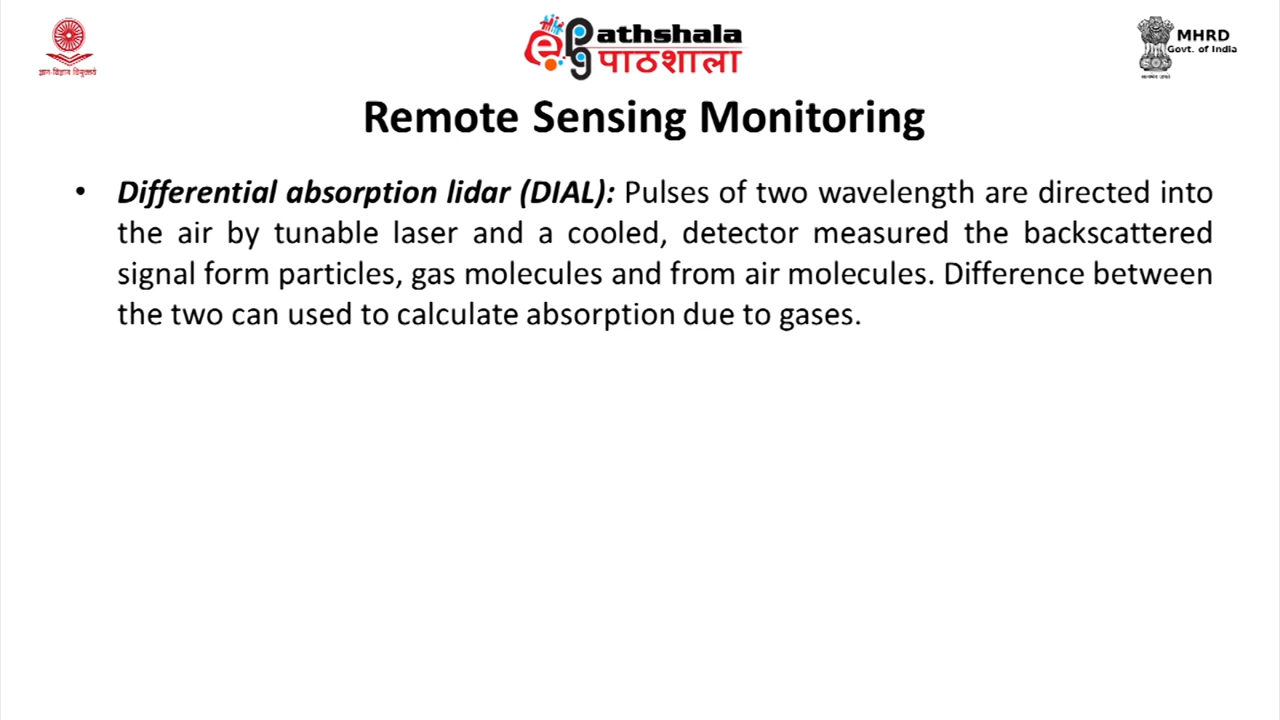 athshala
पाठशाला
MHRD
Govt. of India
ज्ञान-विज्ञान विमुक्तये
Remote Sensing Monitoring
• Differential absorption lidar (DIAL): Pulses of two wavelength are directed into
the air by tunable laser and a cooled, detector measured the backscattered
signal form particles, gas molecules and from air molecules. Difference between
the two can used to calculate absorption due to gases.